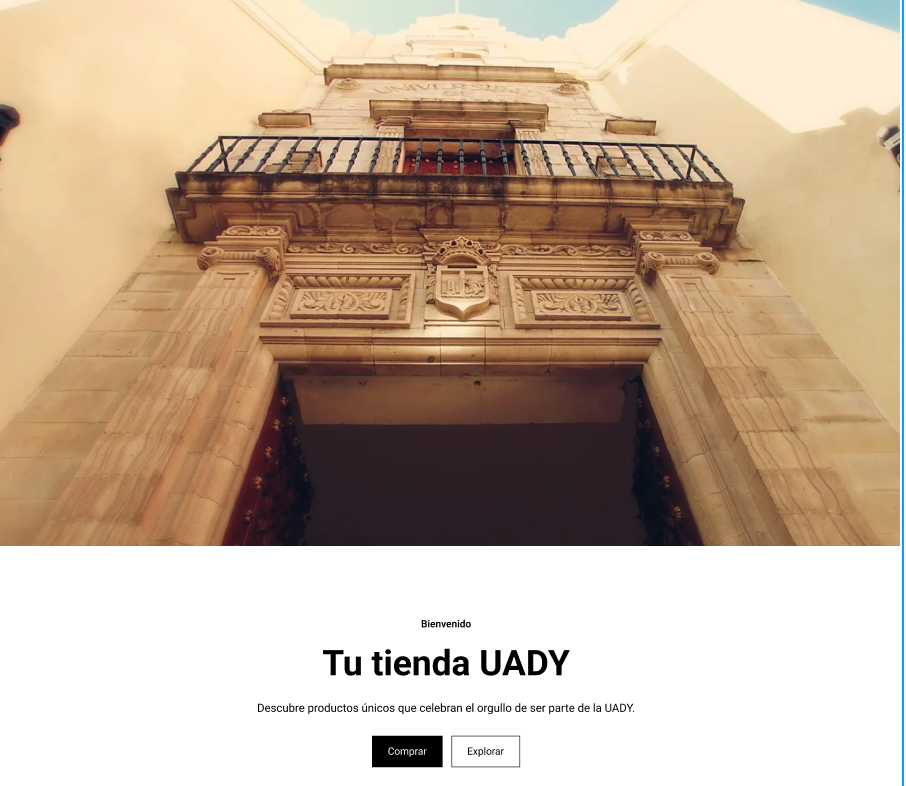 UNIVERSIDAD
Bienvenido
Tu tienda UADY
Descubre productos únicos que celebran el orgullo de ser parte de la UADY.
Comprar
Explorar